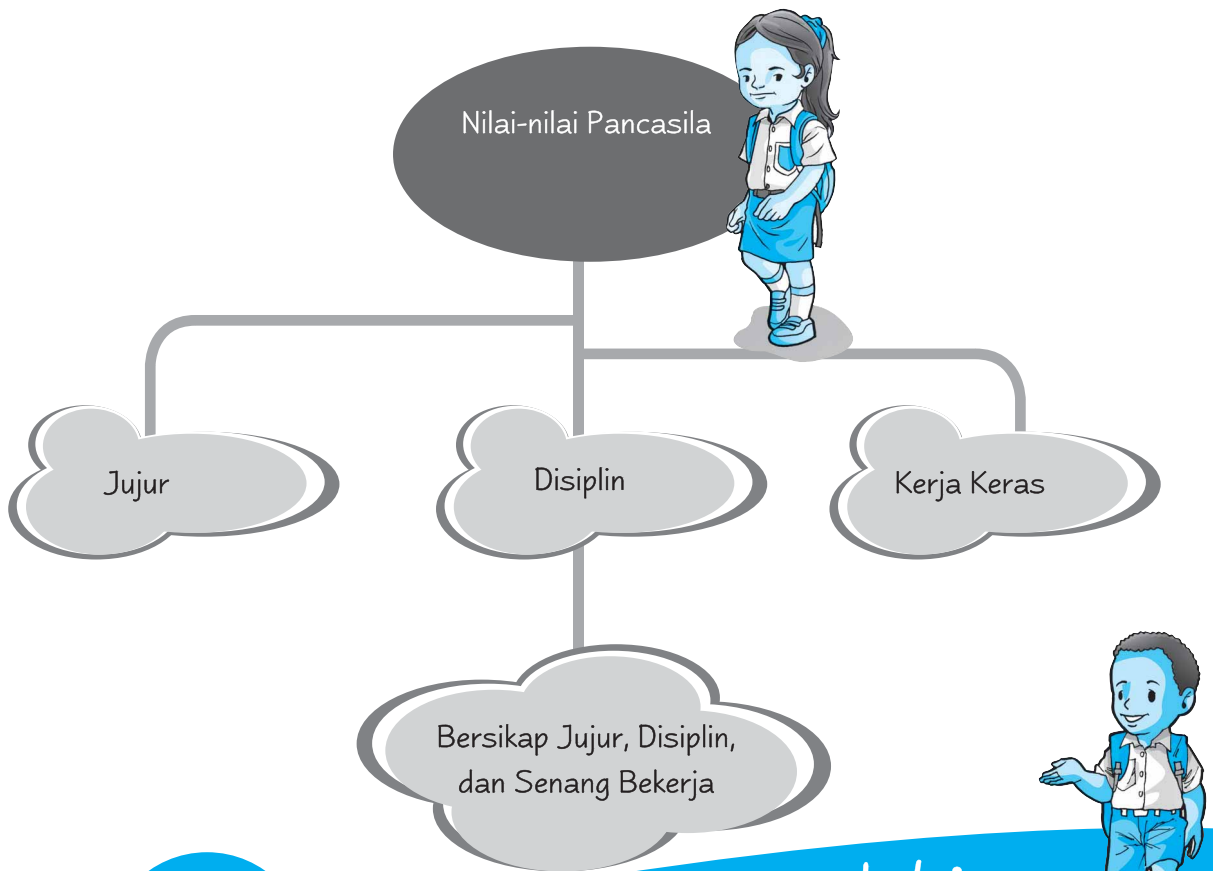 Nilai-nilai Pancasila
Jujur
Disiplin
Kerja Keras
Bersikap Jujur, Disiplin,
dan Senang Bekerja